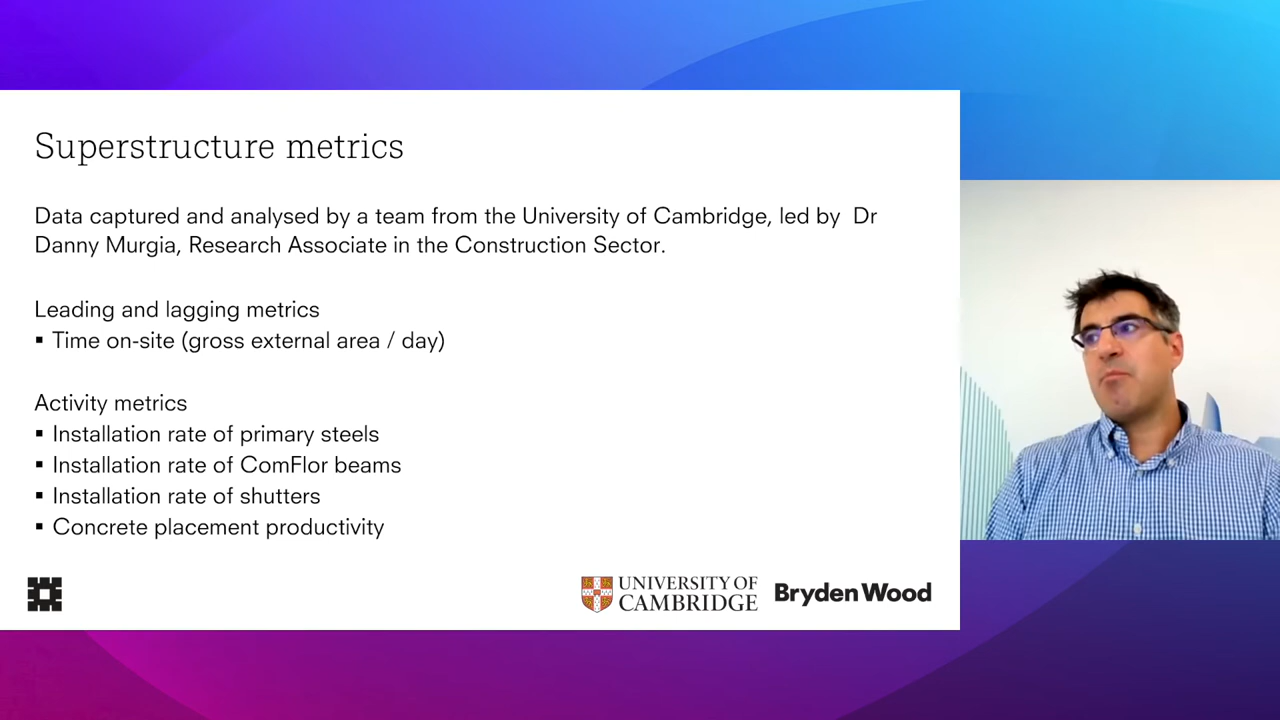 Superstructure metrics
Data captured and analysed by a team from the University of Cambridge, led by  Dr
Danny Murgia, Research Associate in the Construction Sector.
Leading and lagging metrics
▪ Time on-site (gross external area / day)
Activity metrics
▪ Installation rate of primary steels
▪ Installation rate of ComFlor beams
▪ Installation rate of shutters
▪ Concrete placement productivity
UNIVERSITY OF
CAMBRIDGE
Bryden Wood